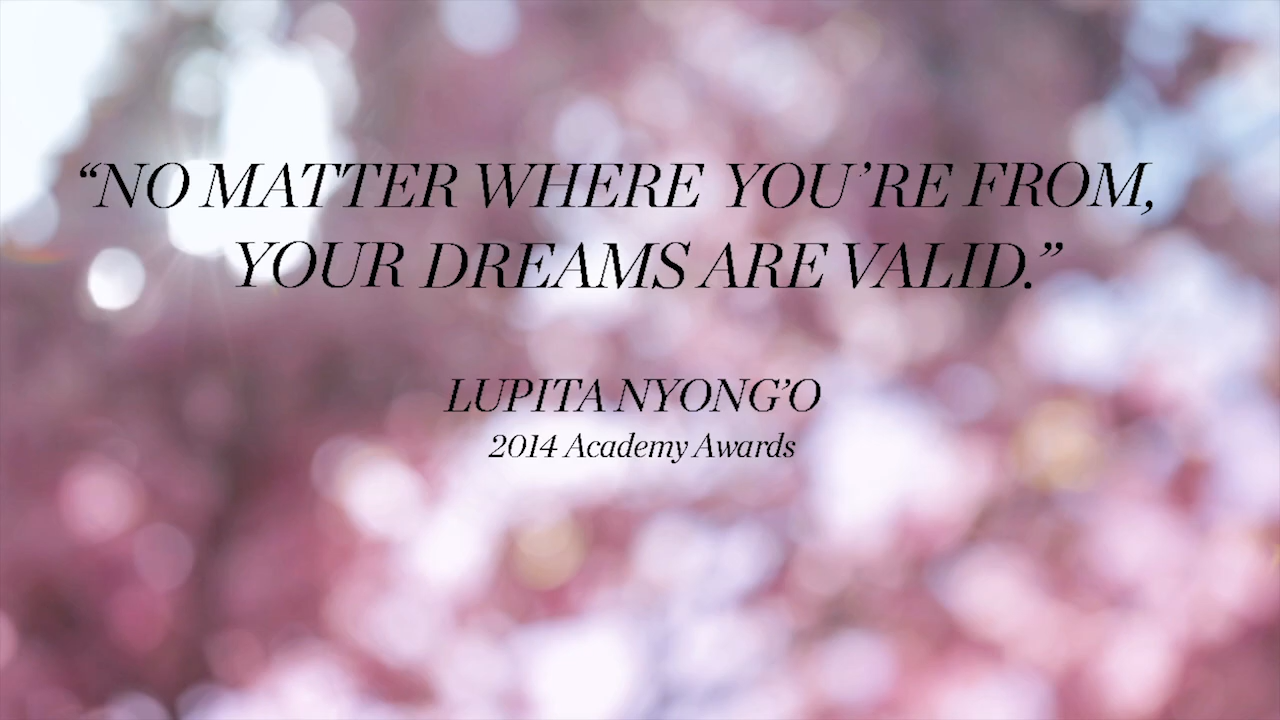 “NO MATTER WHERE YOU’RE FROM,
YOUR DREAMS ARE VALID.”
LUPITA NYONG’O
2014 Academy Awards